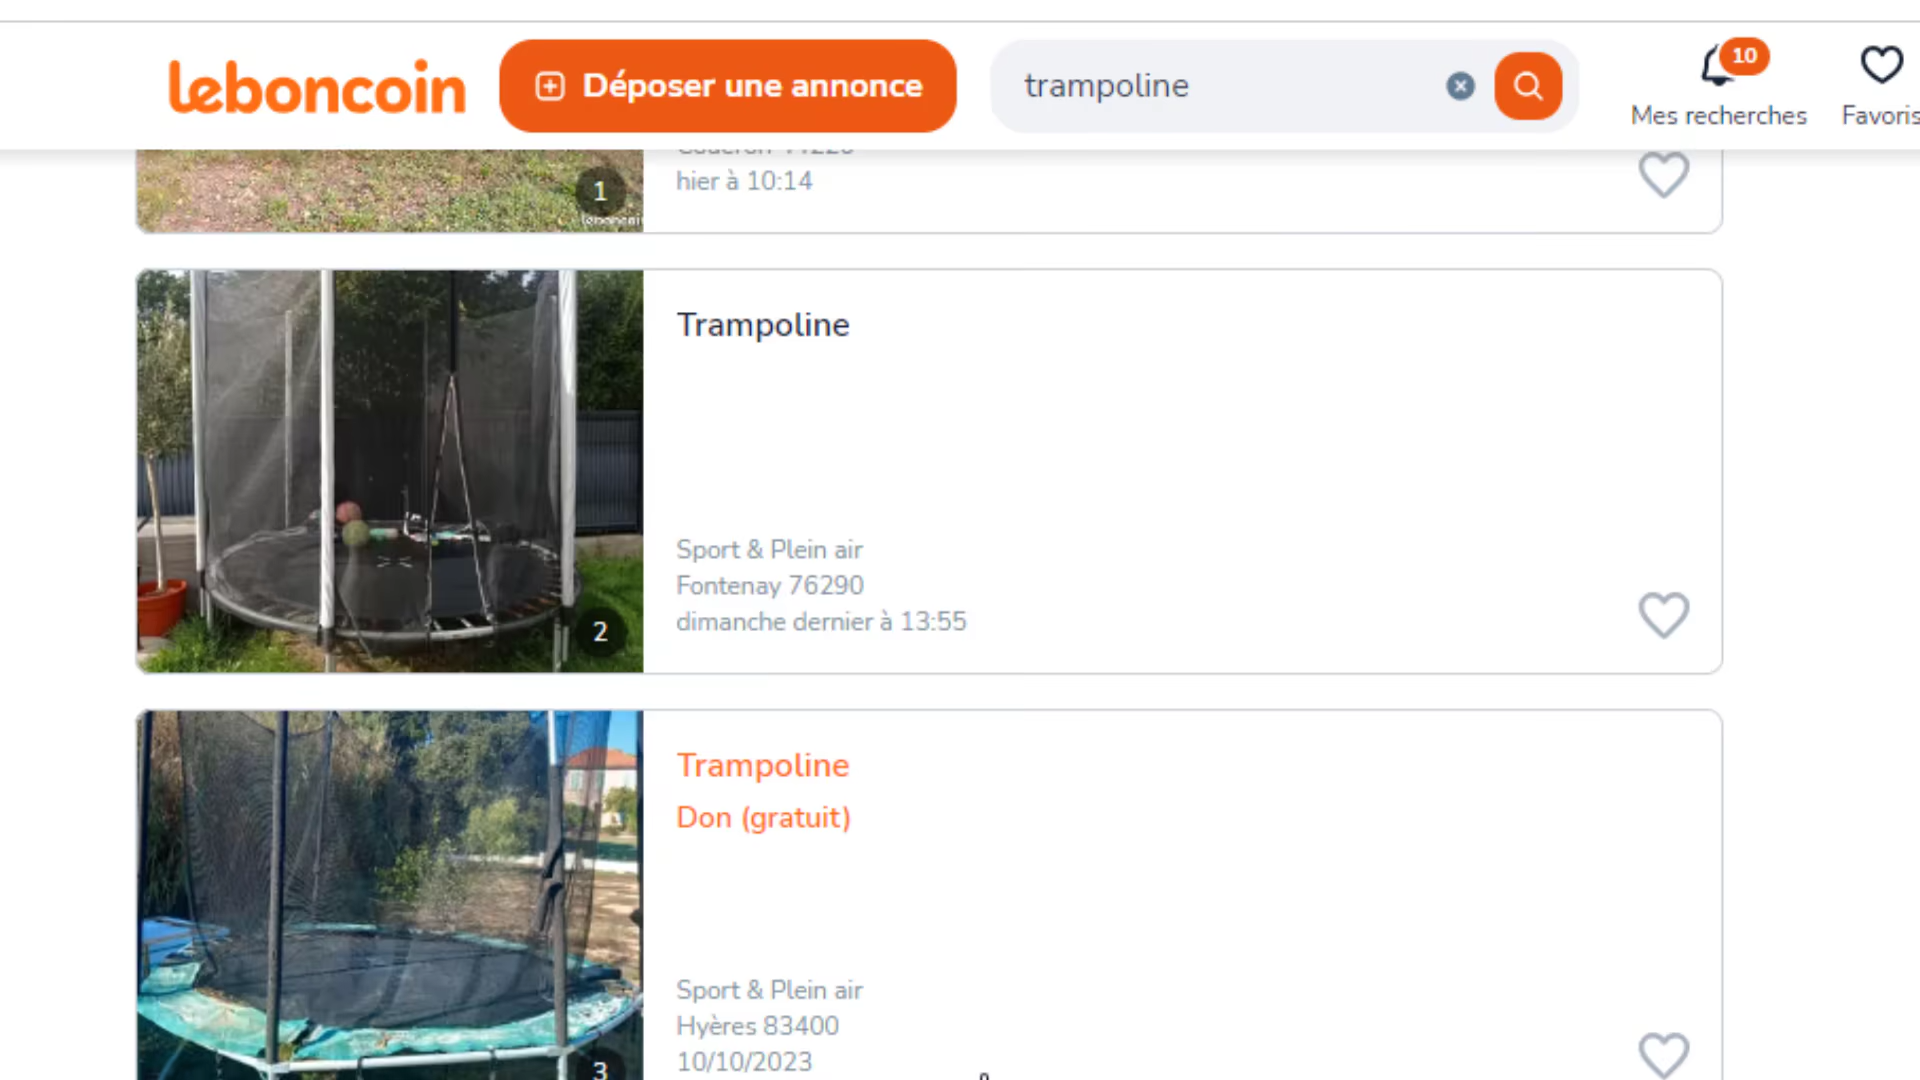 leboncoin
Déposer une annonce
trampoline
10
Mes recherches
Favoris
hier à 10:14
1
Trampoline
Sport & Plein air
Fontenay 76290
dimanche dernier à 13:55
2
Trampoline
Don (gratuit)
Sport & Plein air
Hyères 83400
10/10/2023
3